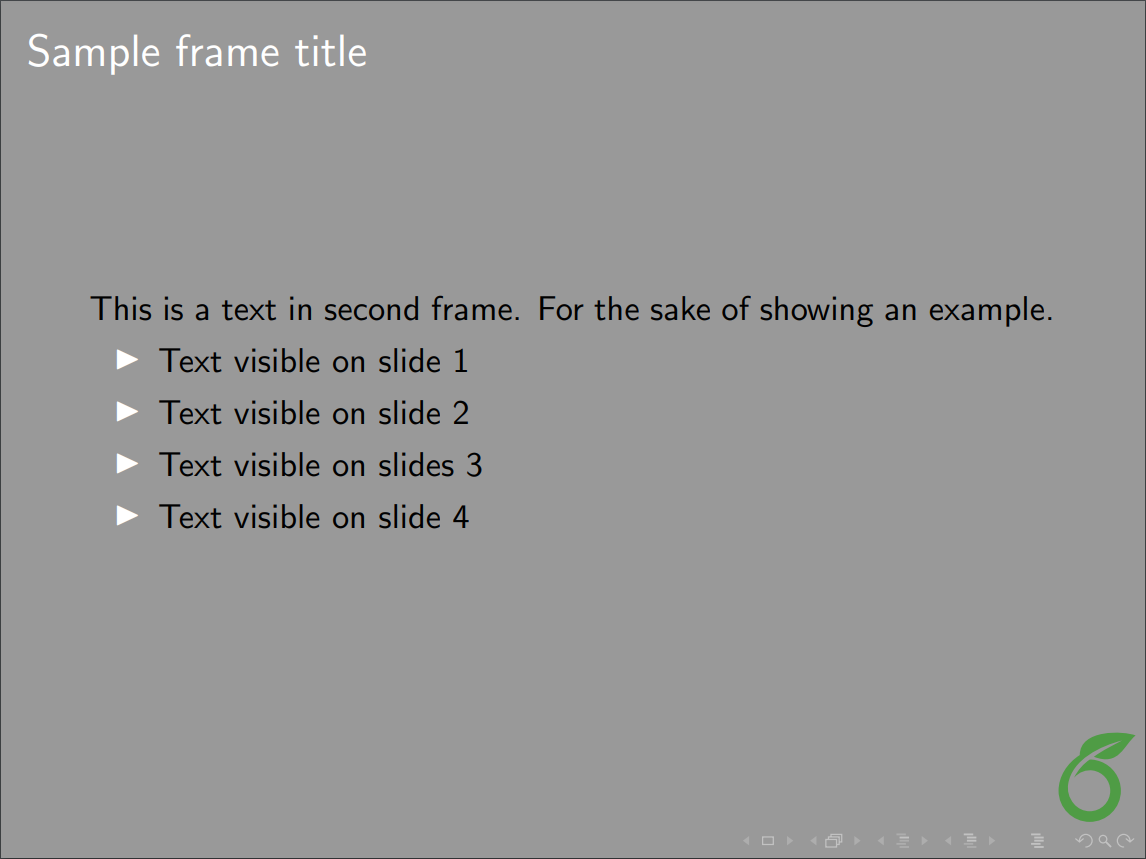 Sample frame title
This is a text in second frame. For the sake of showing an example.
Text visible on slide 1
Text visible on slide 2
Text visible on slides 3
Text visible on slide 4